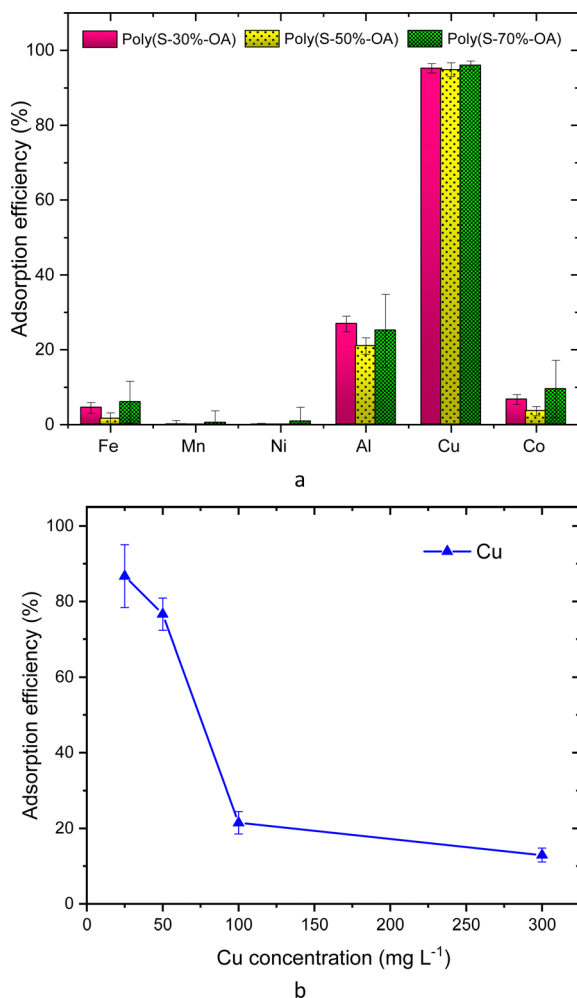 Poly(S-30%-OA) Poly(S-50%-OA) Poly(S-70%-OA)
Adsorption efficiency (%)
100
80
60
40
20
0
Fe Mn Ni Al Cu Co
a
Cu
Adsorption efficiency (%)
100
80
60
40
20
0
0 50 100 150 200 250 300
Cu concentration (mg L⁻¹)
b